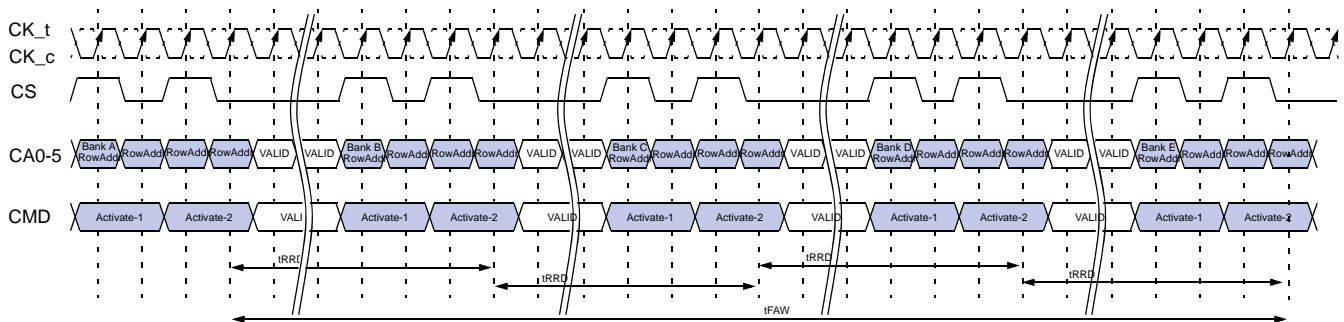 CK_t
CK_c
CS
CA0-5
Bank A RowAddr RowAddr RowAddr RowAddr VALID VALID Bank B RowAddr RowAddr RowAddr RowAddr VALID VALID Bank C RowAddr RowAddr RowAddr RowAddr VALID VALID Bank D RowAddr RowAddr RowAddr RowAddr VALID VALID Bank E RowAddr RowAddr RowAddr RowAddr
CMD
Activate-1 Activate-2 VALI Activate-1 Activate-2 VALID Activate-1 Activate-2 VALID Activate-1 Activate-2 VALID Activate-1 Activate-2
tRRD tRRD
tRRD tRRD
tFAW